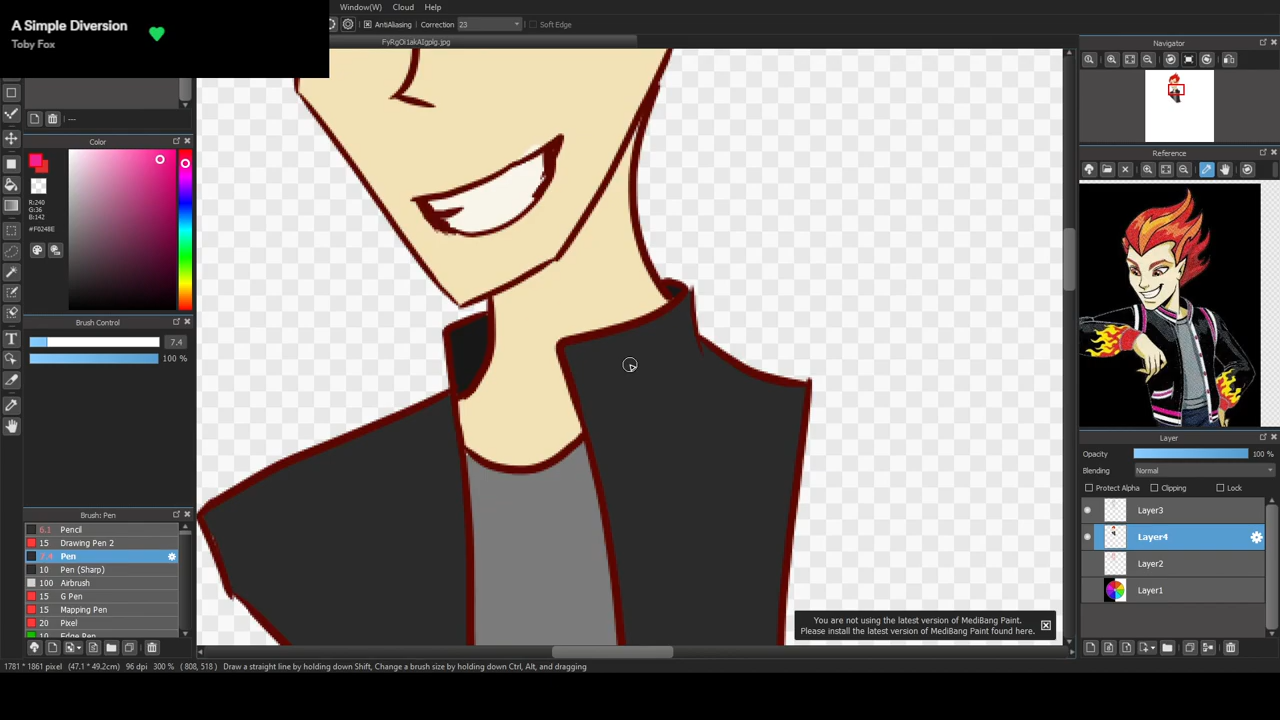 A Simple Diversion
Toby Fox
Window(W) Cloud Help
AntiAliasing Correction 23 Soft Edge
FyRgOi1akAIgplg.jpg
---
Color
R:240
G:36
B:142
#F0248E
Brush Control
7.4
100 %
Brush: Pen
6.1 Pencil
15 Drawing Pen 2
7.4 Pen
10 Pen (Sharp)
100 Airbrush
15 G Pen
15 Mapping Pen
20 Pixel
10 Edge Pen
Navigator
Reference
Layer
Opacity 100 %
Blending Normal
Protect Alpha Clipping Lock
Layer3
Layer4
Layer2
Layer1
You are not using the latest version of MediBang Paint.
Please install the latest version of MediBang Paint found here.
1781 * 1861 pixel (47.1 * 49.2cm) 96 dpi 300 % ( 808, 518 ) Draw a straight line by holding down Shift, Change a brush size by holding down Ctrl, Alt, and dragging